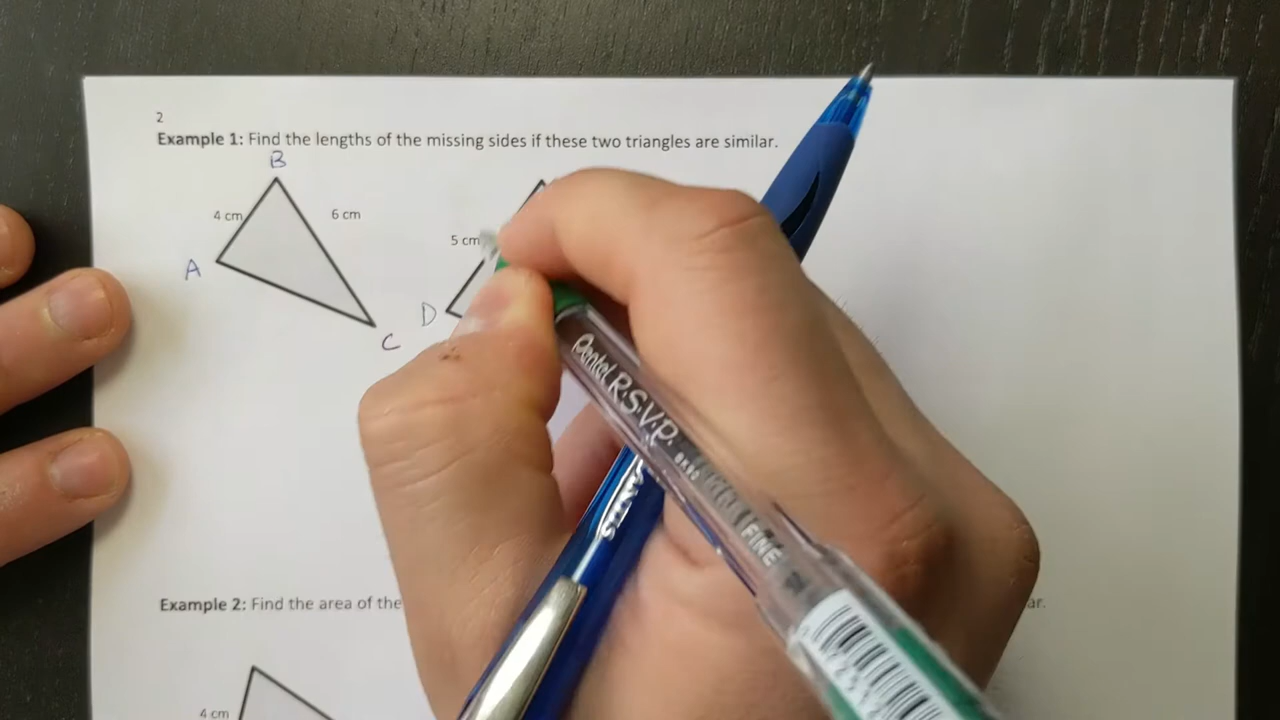 2
Example 1: Find the lengths of the missing sides if these two triangles are similar.
B
4 cm
6 cm
5 cm
A
D
C
Pentel R.S.V.P.
BK90
FINE
Example 2: Find the area of the
ar.
4 cm